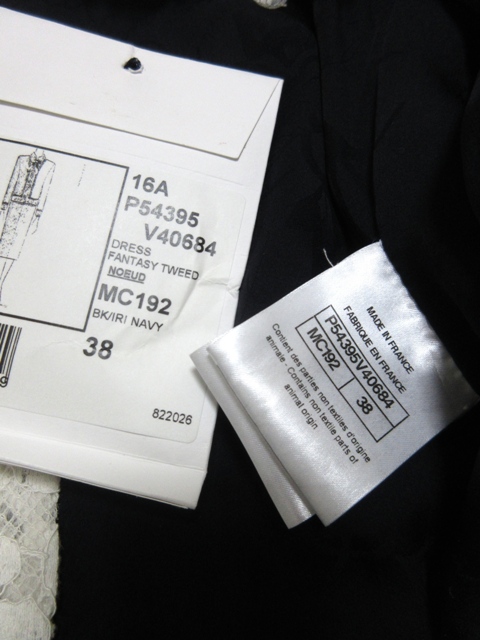 16A
P54395
V40684
DRESS
FANTASY TWEED
NOEUD
MC192
BK/IRI NAVY
38
822026
9
MADE IN FRANCE
FABRIQUE EN FRANCE
P54395V40684
MC192 38
Contient des parties non textiles d'origine
animale - Contains non textile parts of
animal origin